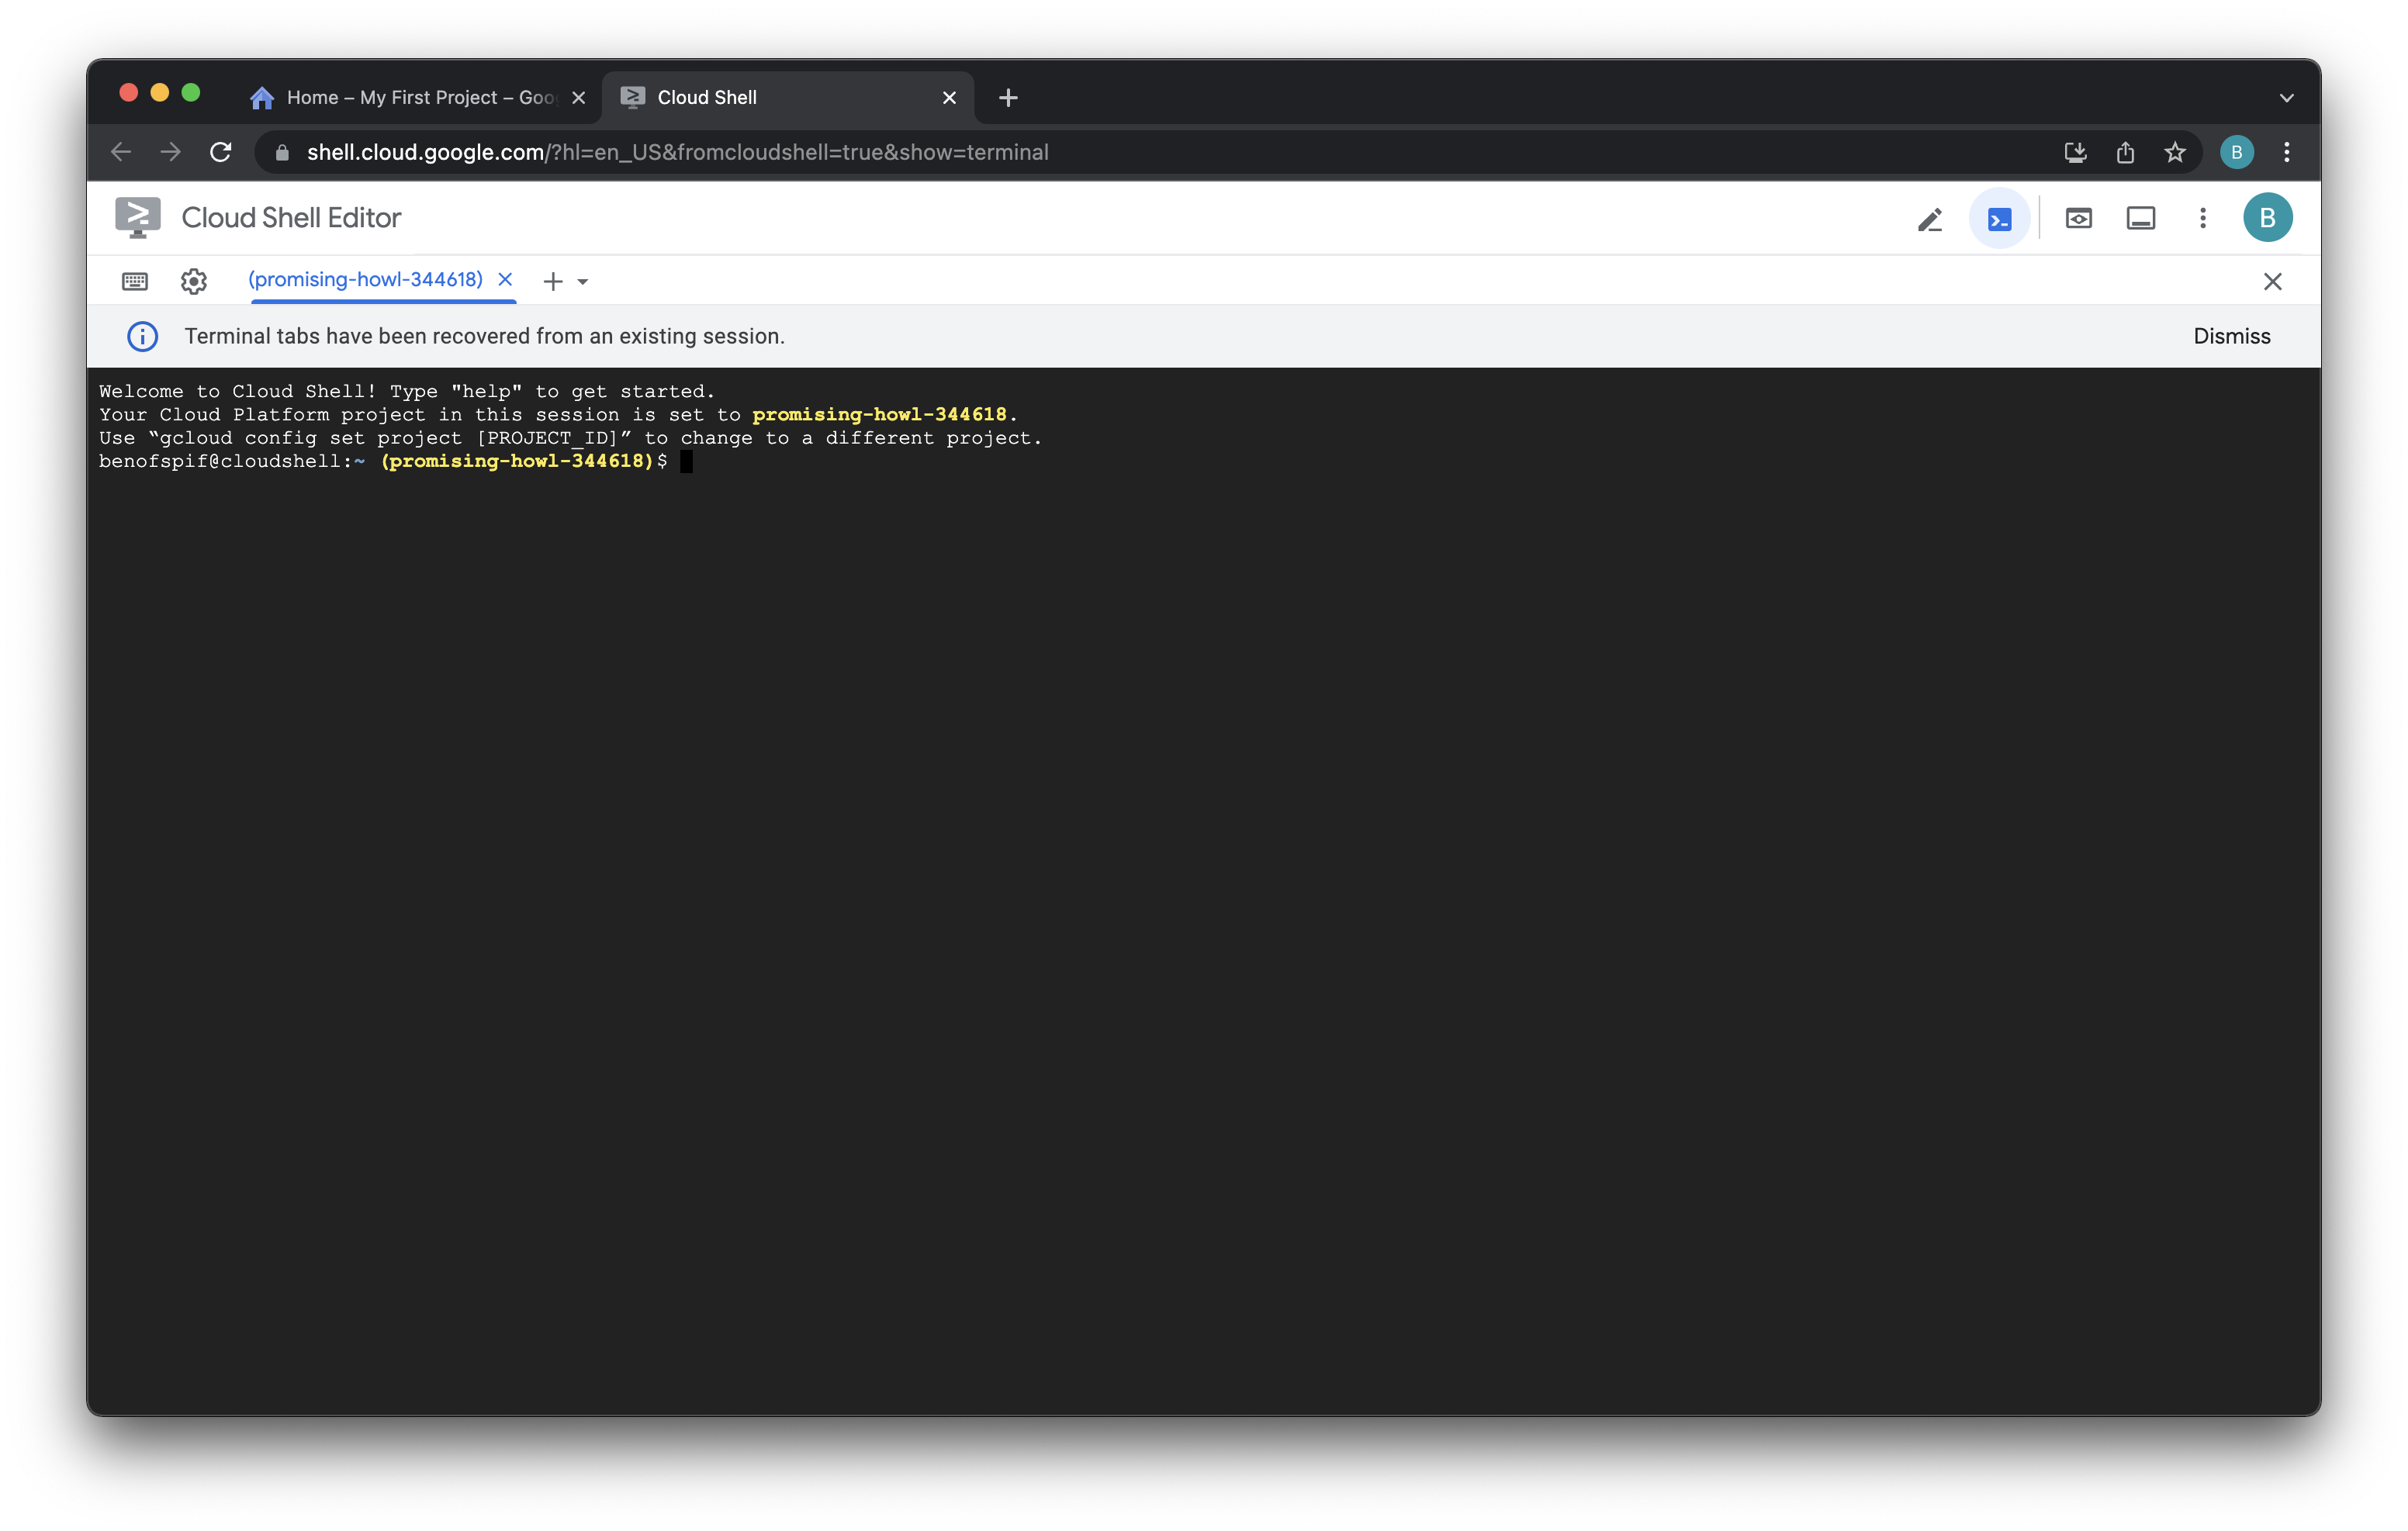 Home – My First Project – Goo
Cloud Shell
shell.cloud.google.com/?hl=en_US&fromcloudshell=true&show=terminal
B
Cloud Shell Editor
B
(promising-howl-344618)
Terminal tabs have been recovered from an existing session.
Dismiss
Welcome to Cloud Shell! Type "help" to get started.
Your Cloud Platform project in this session is set to promising-howl-344618.
Use “gcloud config set project [PROJECT_ID]” to change to a different project.
benofspif@cloudshell:~ (promising-howl-344618)$